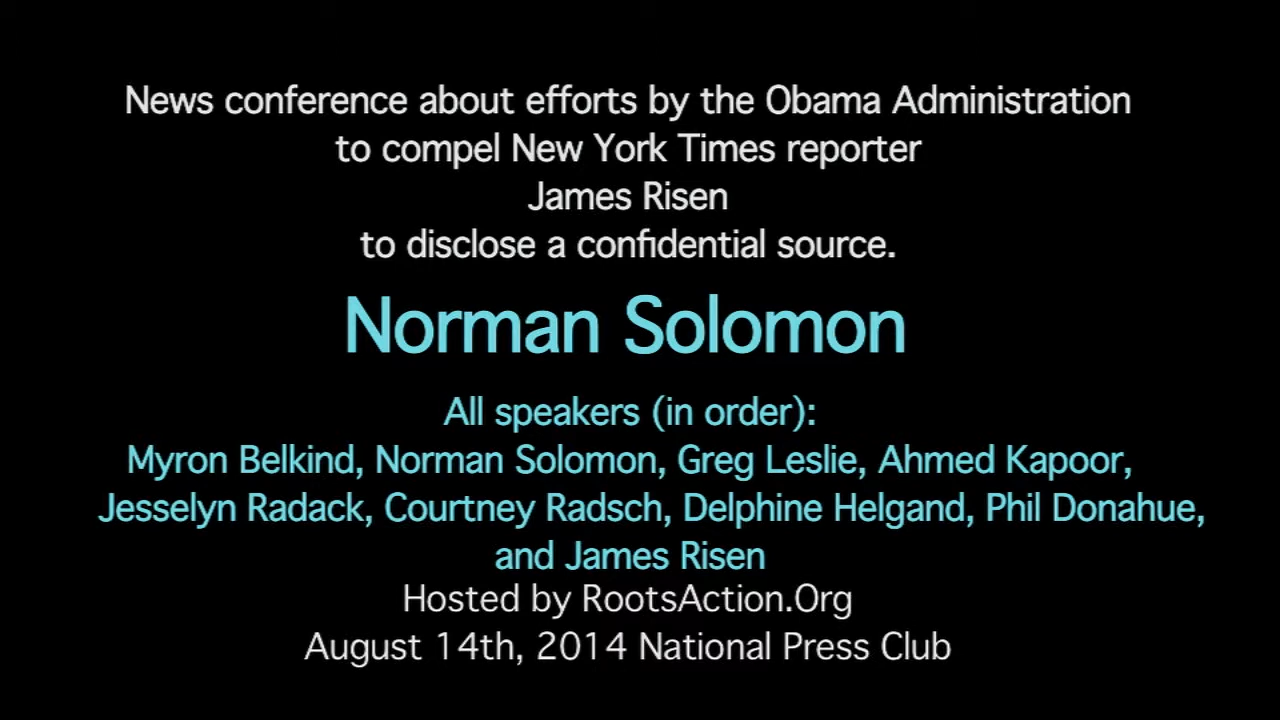 News conference about efforts by the Obama Administration
to compel New York Times reporter
James Risen
to disclose a confidential source.
Norman Solomon
All speakers (in order):
Myron Belkind, Norman Solomon, Greg Leslie, Ahmed Kapoor,
Jesselyn Radack, Courtney Radsch, Delphine Helgand, Phil Donahue,
and James Risen
Hosted by RootsAction.Org
August 14th, 2014 National Press Club